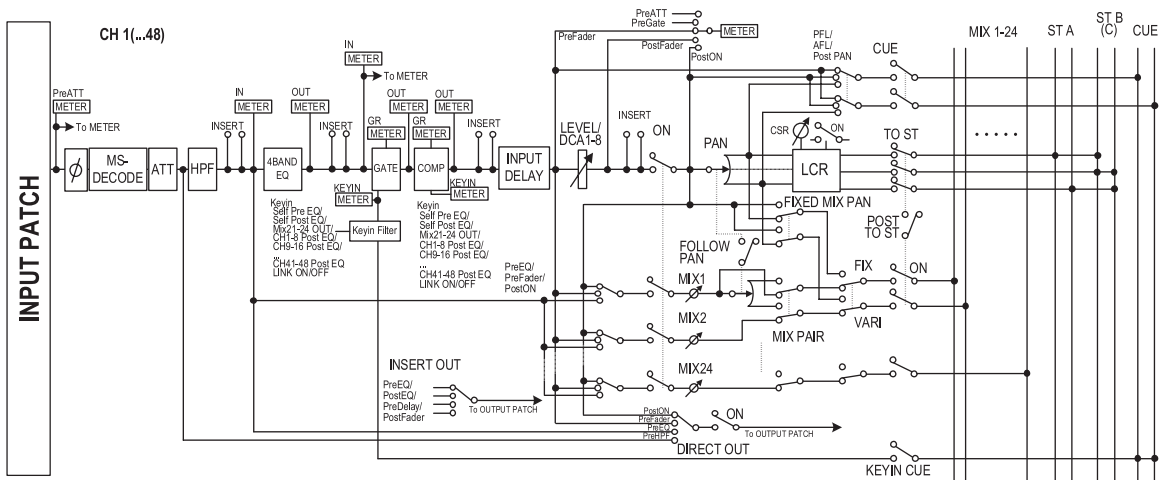 CH 1(...48)
INPUT PATCH
PreATT
METER
To METER
ø
MS-
DECODE
ATT
HPF
INSERT
IN
METER
4BAND
EQ
OUT
METER
INSERT
IN
METER
To METER
OUT
METER
GR
METER
GATE
KEYIN
METER
Keyin Filter
OUT
METER
GR
METER
COMP
KEYIN
METER
INSERT
Keyin
Self Pre EQ/
Self Post EQ/
Mix21-24 OUT/
CH1-8 Post EQ/
CH9-16 Post EQ/
...
CH41-48 Post EQ
LINK ON/OFF
Keyin
Self Pre EQ/
Self Post EQ/
Mix21-24 OUT/
CH1-8 Post EQ/
CH9-16 Post EQ/
...
CH41-48 Post EQ
LINK ON/OFF
INPUT
DELAY
PreATT
PreGate
PreFader
PostFader
PostON
METER
LEVEL/
DCA1-8
INSERT
ON
PAN
PFL/
AFL/
Post PAN
CUE
CSR
ON
LCR
TO ST
MIX 1-24
ST A
ST B
(C)
CUE
.....
FIXED MIX PAN
POST
TO ST
FOLLOW
PAN
PreEQ/
PreFader/
PostON
MIX1
FIX
ON
MIX2
VARI
MIX PAIR
MIX24
INSERT OUT
PreEQ/
PostEQ/
PreDelay/
PostFader
To OUTPUT PATCH
PostON
PreFader
PreEQ
PreHPF
ON
To OUTPUT PATCH
DIRECT OUT
KEYIN CUE